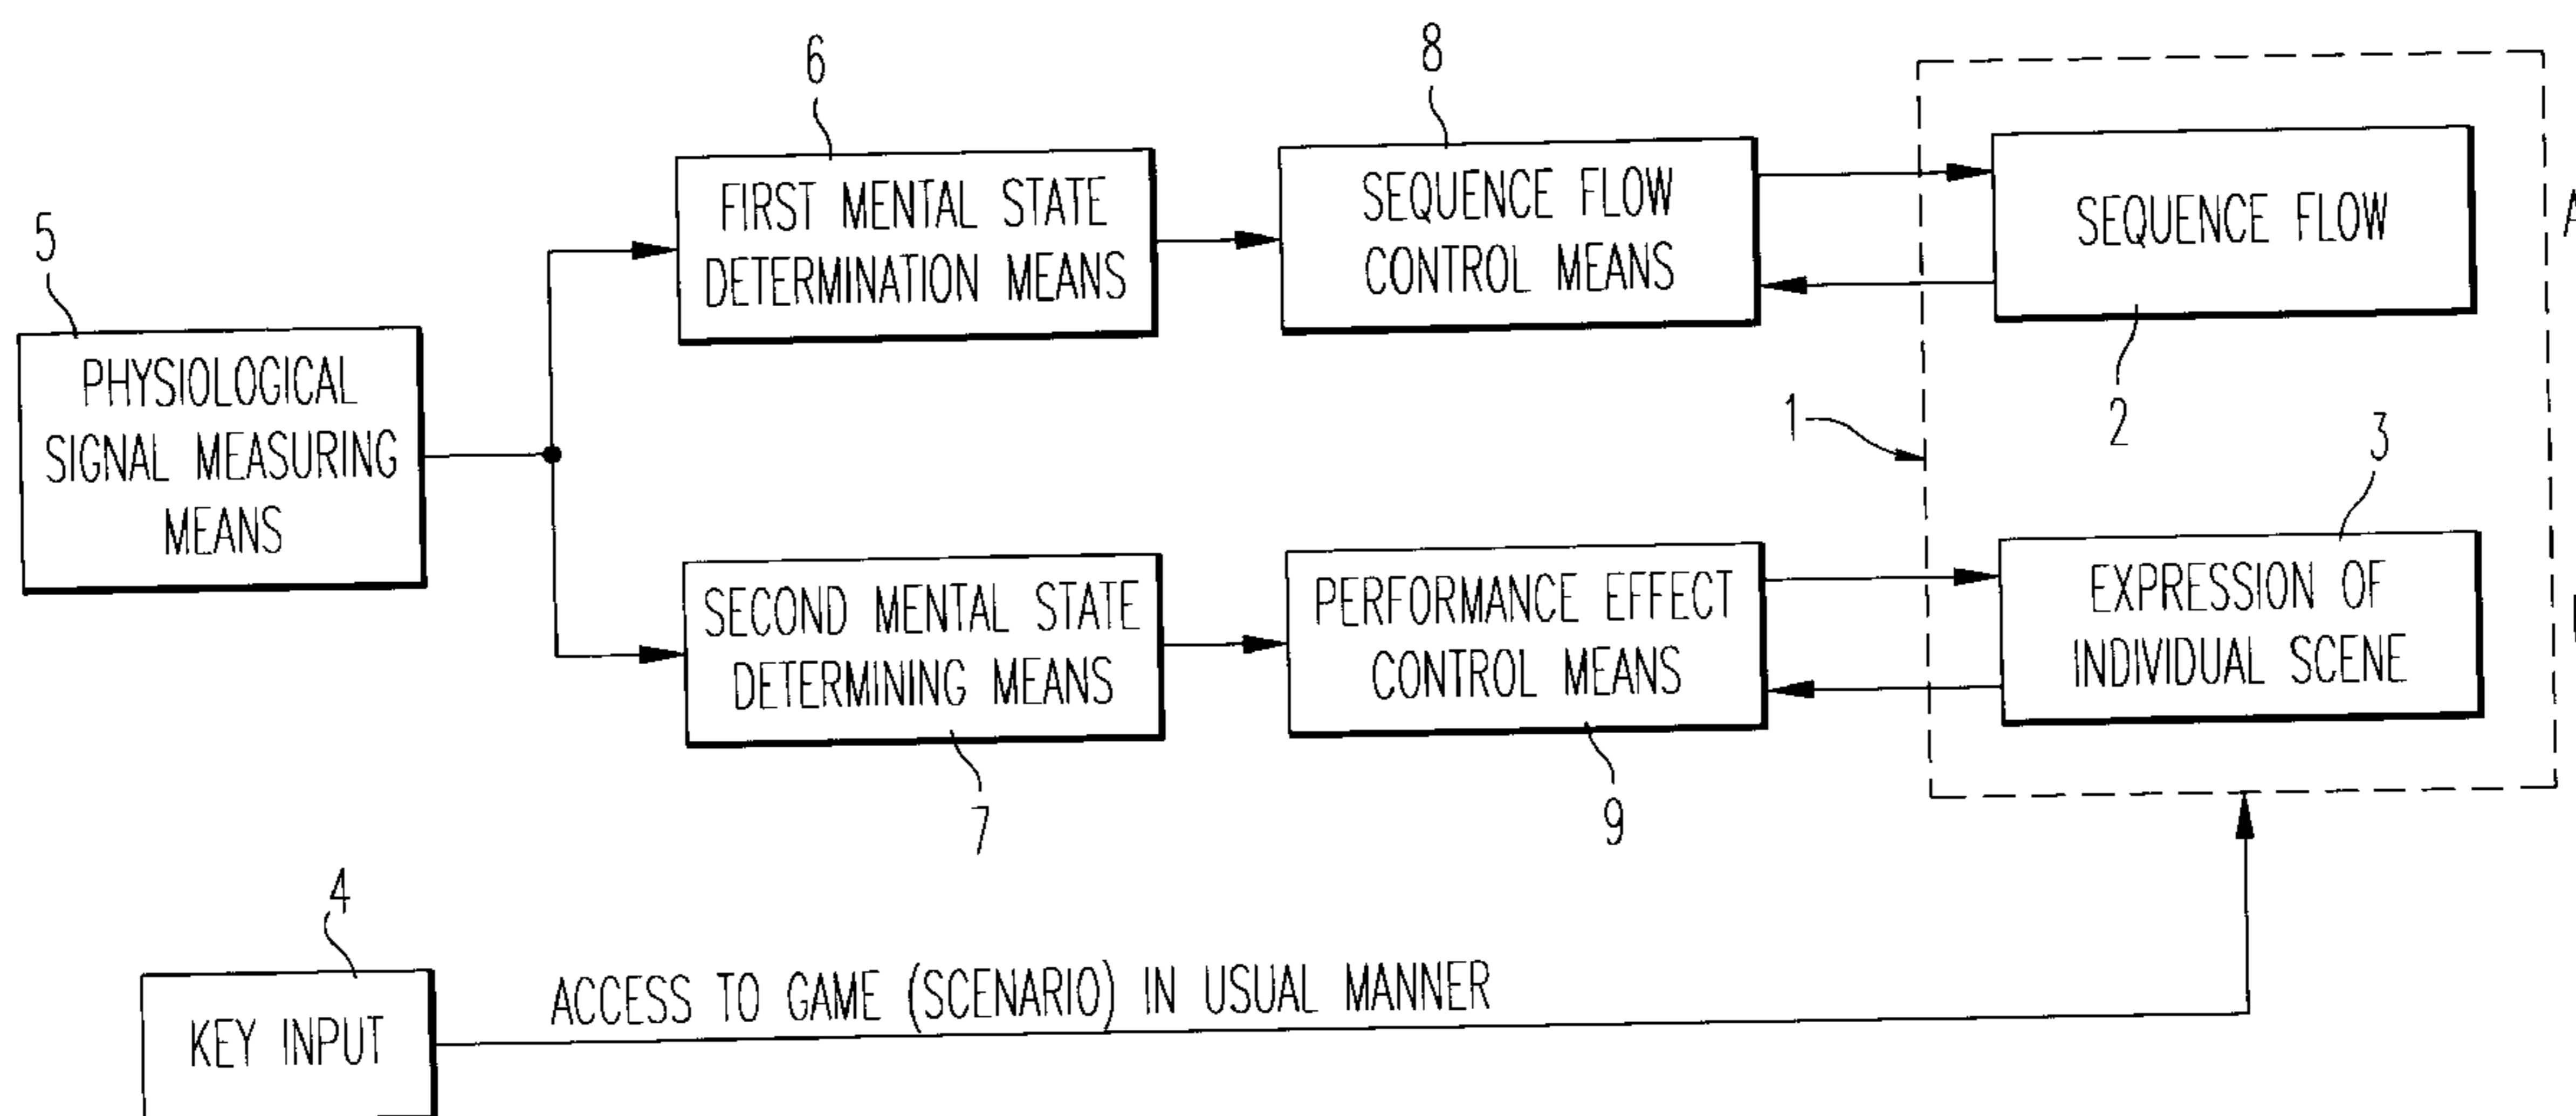 6
8
5
FIRST MENTAL STATE
DETERMINATION MEANS
SEQUENCE FLOW
CONTROL MEANS
SEQUENCE FLOW
PHYSIOLOGICAL
SIGNAL MEASURING
MEANS
1
2
3
SECOND MENTAL STATE
DETERMINING MEANS
PERFORMANCE EFFECT
CONTROL MEANS
EXPRESSION OF
INDIVIDUAL SCENE
7
9
4
KEY INPUT
ACCESS TO GAME (SCENARIO) IN USUAL MANNER